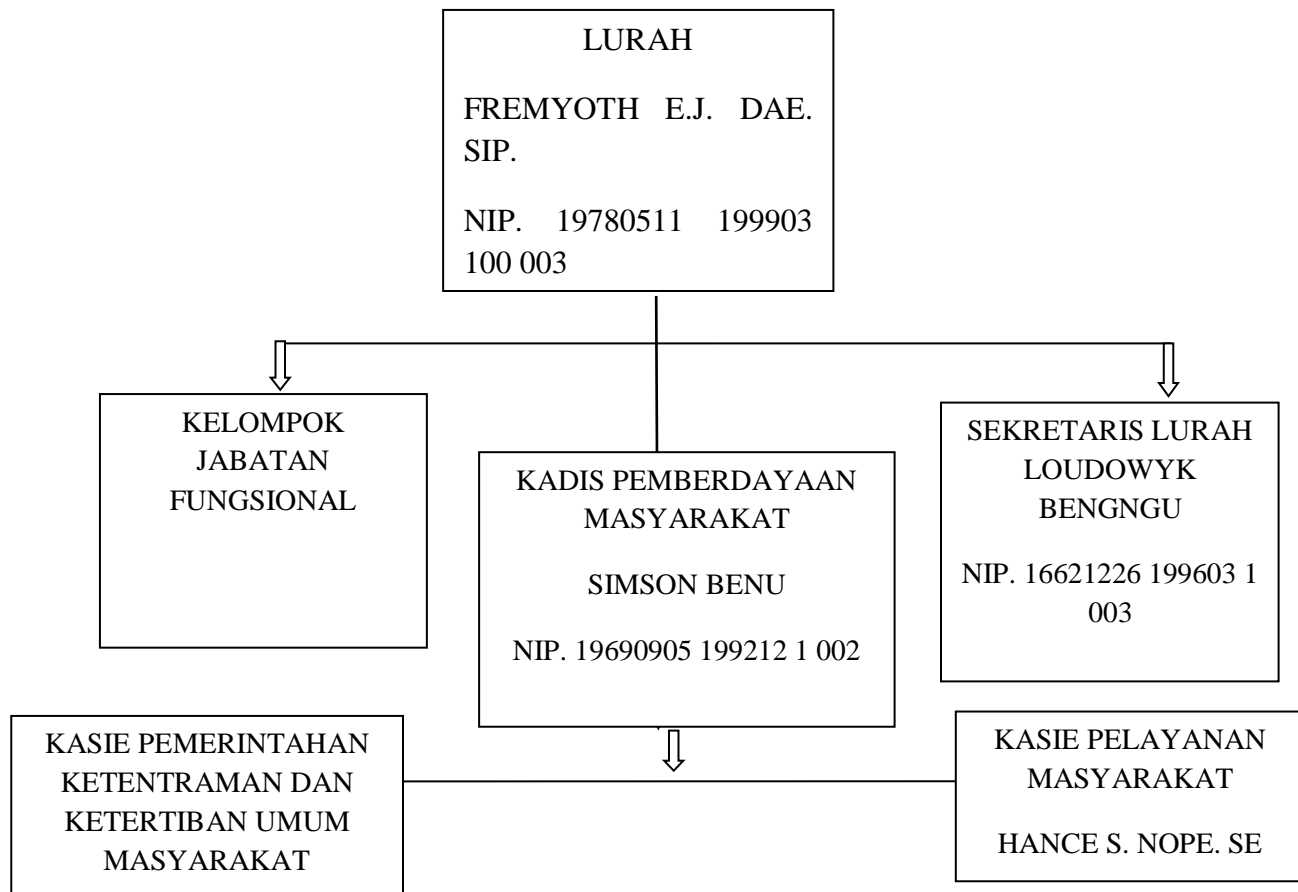 LURAH
FREMYOTH E.J. DAE.
SIP.
NIP. 19780511 199903
100 003
KELOMPOK
JABATAN
FUNGSIONAL
KADIS PEMBERDAYAAN
MASYARAKAT
SIMSON BENU
NIP. 19690905 199212 1 002
SEKRETARIS LURAH
LOUDOWYK
BENGNGU
NIP. 16621226 199603 1
003
KASIE PEMERINTAHAN
KETENTRAMAN DAN
KETERTIBAN UMUM
MASYARAKAT
KASIE PELAYANAN
MASYARAKAT
HANCE S. NOPE. SE